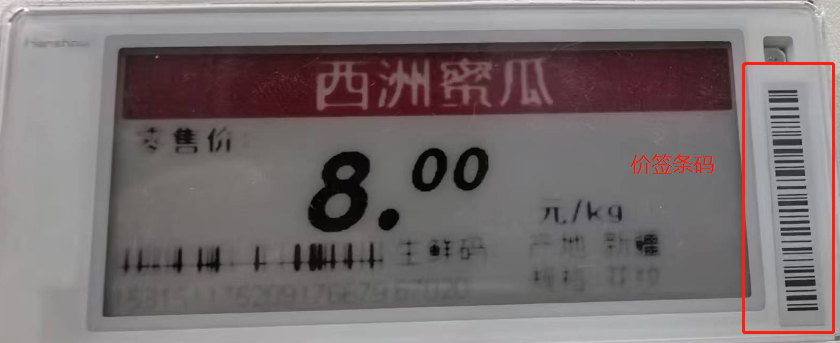 Hanshow
西洲蜜瓜
零售价:
8.00
价签条码
元/kg
生鲜码
产地 新疆